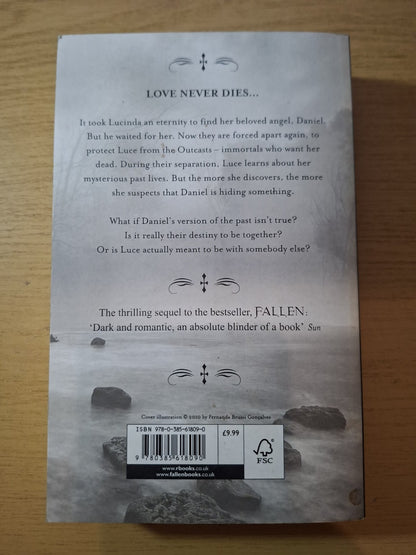 LOVE NEVER DIES...
It took Lucinda an eternity to find her beloved angel, Daniel.
But he waited for her. Now they are forced apart again, to
protect Luce from the Outcasts – immortals who want her
dead. During their separation, Luce learns about her
mysterious past lives. But the more she discovers, the more
she suspects that Daniel is hiding something.
What if Daniel's version of the past isn't true?
Is it really their destiny to be together?
Or is Luce actually meant to be with somebody else?
The thrilling sequel to the bestseller, FALLEN:
'Dark and romantic, an absolute blinder of a book' Sun
Cover illustration © 2010 by Fernanda Brussi Gonçalves
ISBN 978-0-385-61809-0
£9.99
9 780385 618090
FSC
www.rbooks.co.uk
www.fallenbooks.co.uk